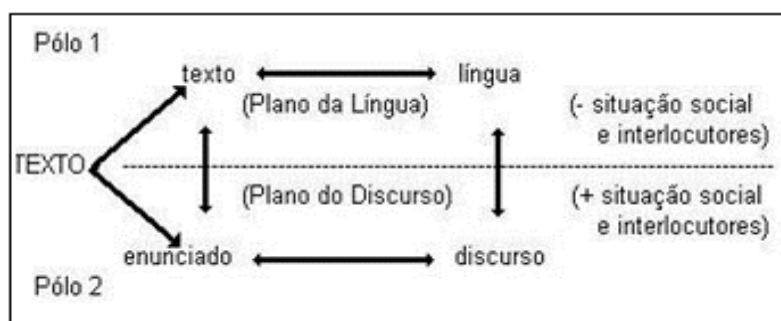 Pólo 1
texto língua
(Plano da Língua) (- situação social
e interlocutores)
TEXTO
(Plano do Discurso) (+ situação social
e interlocutores)
enunciado discurso
Pólo 2